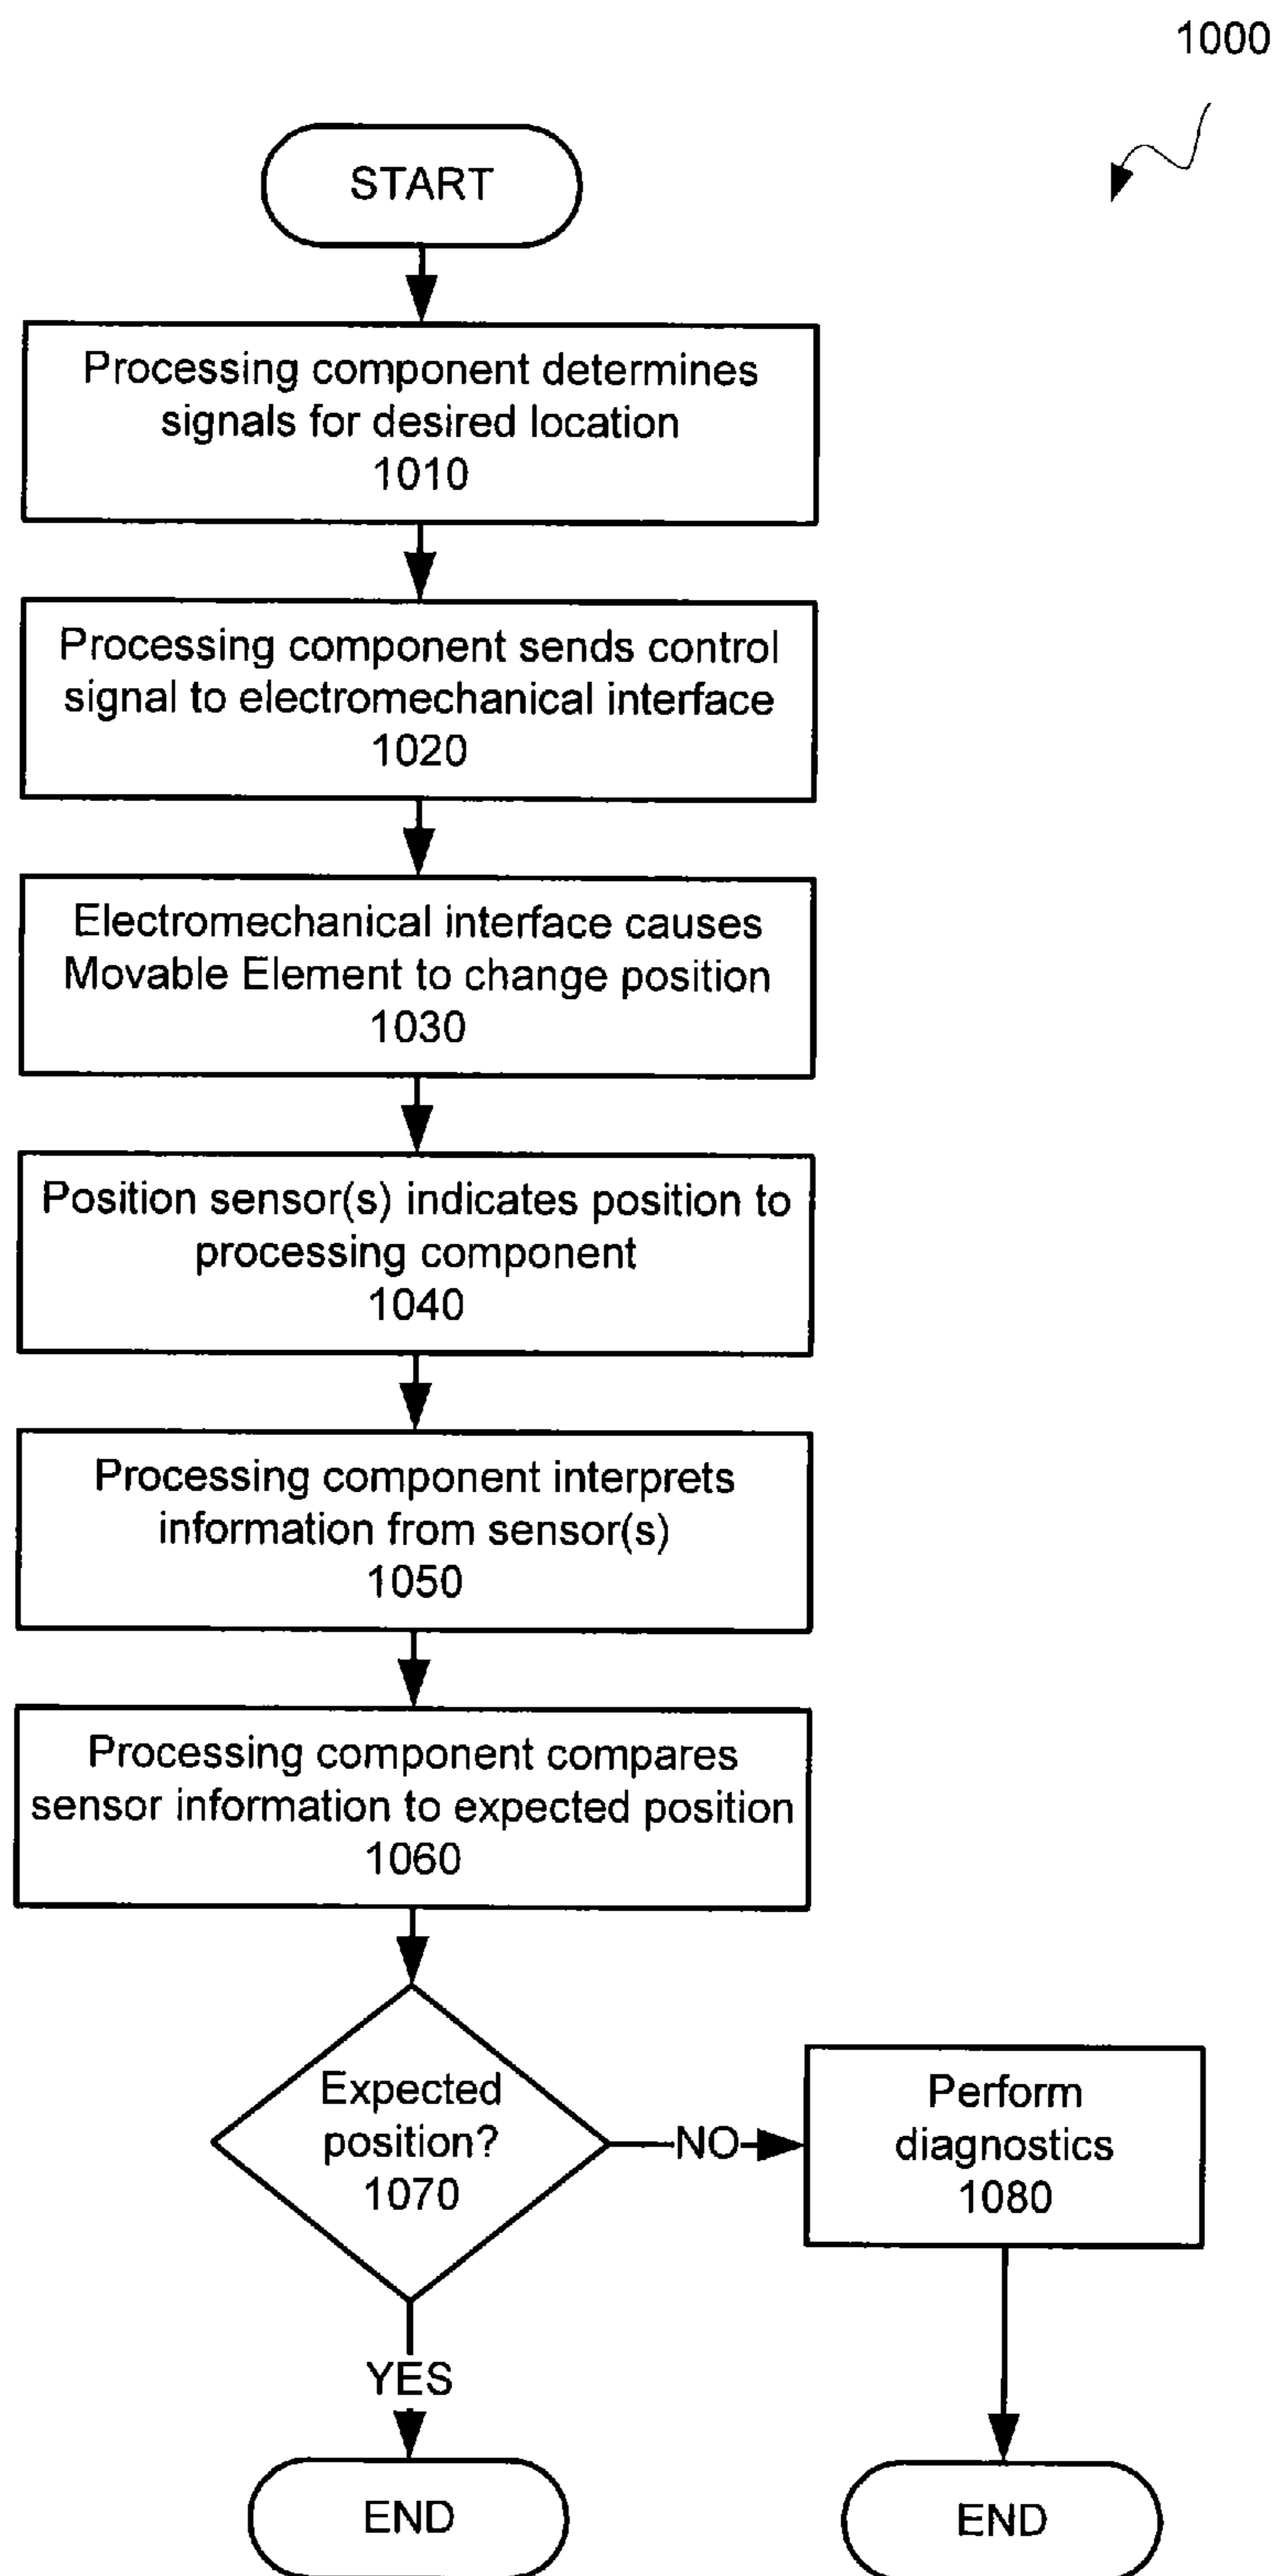 1000
START
Processing component determines
signals for desired location
1010
Processing component sends control
signal to electromechanical interface
1020
Electromechanical interface causes
Movable Element to change position
1030
Position sensor(s) indicates position to
processing component
1040
Processing component interprets
information from sensor(s)
1050
Processing component compares
sensor information to expected position
1060
Expected
position?
1070
NO
Perform
diagnostics
1080
YES
END
END